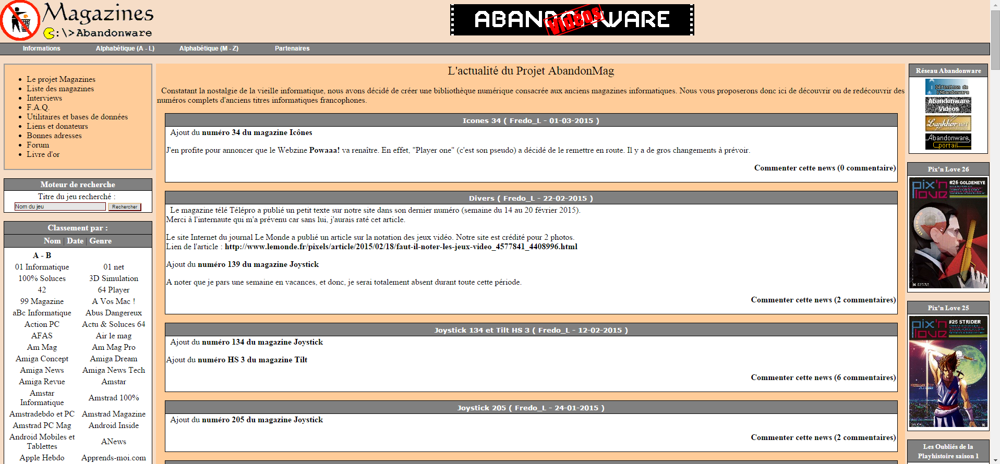 Magazines
C:\>Abandonware
ABANDONWARE
Vidéos
Informations
Alphabétique (A - L)
Alphabétique (M - Z)
Partenaires
Le projet Magazines
Liste des magazines
Interviews
F.A.Q.
Utilitaires et bases de données
Liens et donateurs
Bonnes adresses
Forum
Livre d'or
Moteur de recherche
Titre du jeu recherché :
Nom du jeu
Rechercher
Classement par :
Nom | Date | Genre
A - B
01 Informatique 01 net
100% Soluces 3D Simulation
42 64 Player
99 Magazine A Vos Mac !
aBc Informatique Abus Dangereux
Action PC Actu & Soluces 64
AFAS Air le mag
Am Mag Am Mag Pro
Amiga Concept Amiga Dream
Amiga News Amiga News Tech
Amiga Revue Amstar
Amstar
Informatique
Amstrad 100%
Amstradebdo et PC Amstrad Magazine
Amstrad PC Mag Android Inside
Android Mobiles et
Tablettes
ANews
Apple Hebdo Apprends-moi.com
L'actualité du Projet AbandonMag
Constatant la nostalgie de la vieille informatique, nous avons décidé de créer une bibliothèque numérique consacrée aux anciens magazines informatiques. Nous vous proposerons donc ici de découvrir ou de redécouvrir des
numéros complets d'anciens titres informatiques francophones.
Icones 34 ( Fredo_L - 01-03-2015 )
Ajout du numéro 34 du magazine Icônes
J'en profite pour annoncer que le Webzine Powaaa! va renaître. En effet, "Player one" (c'est son pseudo) a décidé de le remettre en route. Il y a de gros changements à prévoir.
Commenter cette news (0 commentaire)
Divers ( Fredo_L - 22-02-2015 )
Le magazine télé Télépro a publié un petit texte sur notre site dans son dernier numéro (semaine du 14 au 20 février 2015).
Merci à l'internaute qui m'a prévenu car sans lui, j'aurais raté cet article.
Le site Internet du journal Le Monde a publié un article sur la notation des jeux vidéo. Notre site est crédité pour 2 photos.
Lien de l'article : http://www.lemonde.fr/pixels/article/2015/02/18/faut-il-noter-les-jeux-video_4577841_4408996.html
Ajout du numéro 139 du magazine Joystick
A noter que je pars une semaine en vacances, et donc, je serai totalement absent durant toute cette période.
Commenter cette news (2 commentaires)
Joystick 134 et Tilt HS 3 ( Fredo_L - 12-02-2015 )
Ajout du numéro 134 du magazine Joystick
Ajout du numéro HS 3 du magazine Tilt
Commenter cette news (6 commentaires)
Joystick 205 ( Fredo_L - 24-01-2015 )
Ajout du numéro 205 du magazine Joystick
Commenter cette news (2 commentaires)
Réseau Abandonware
Définition de
l'Abandonware
Abandonware
Vidéos
Lankhor.net
Abandonware
portail
Pix'n Love 26
pix'n
love
#26 GOLDENEYE
Pix'n Love 25
pix'n
love
#25 STRIDER
Les Oubliés de la
Playhistoire saison 1